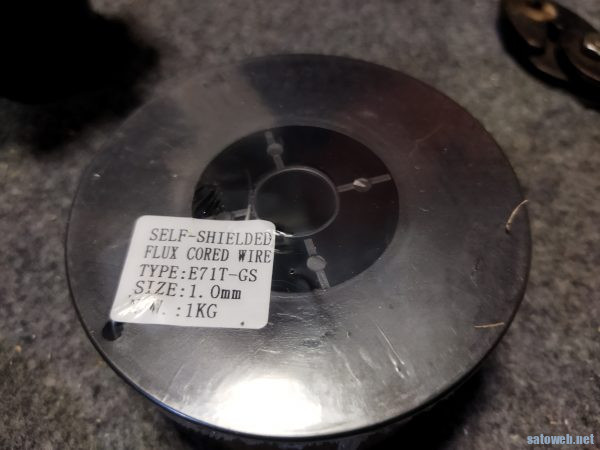 SELF-SHIELDED
FLUX CORED WIRE
TYPE:E71T-GS
SIZE:1.0mm
.:1KG
satoweb.net